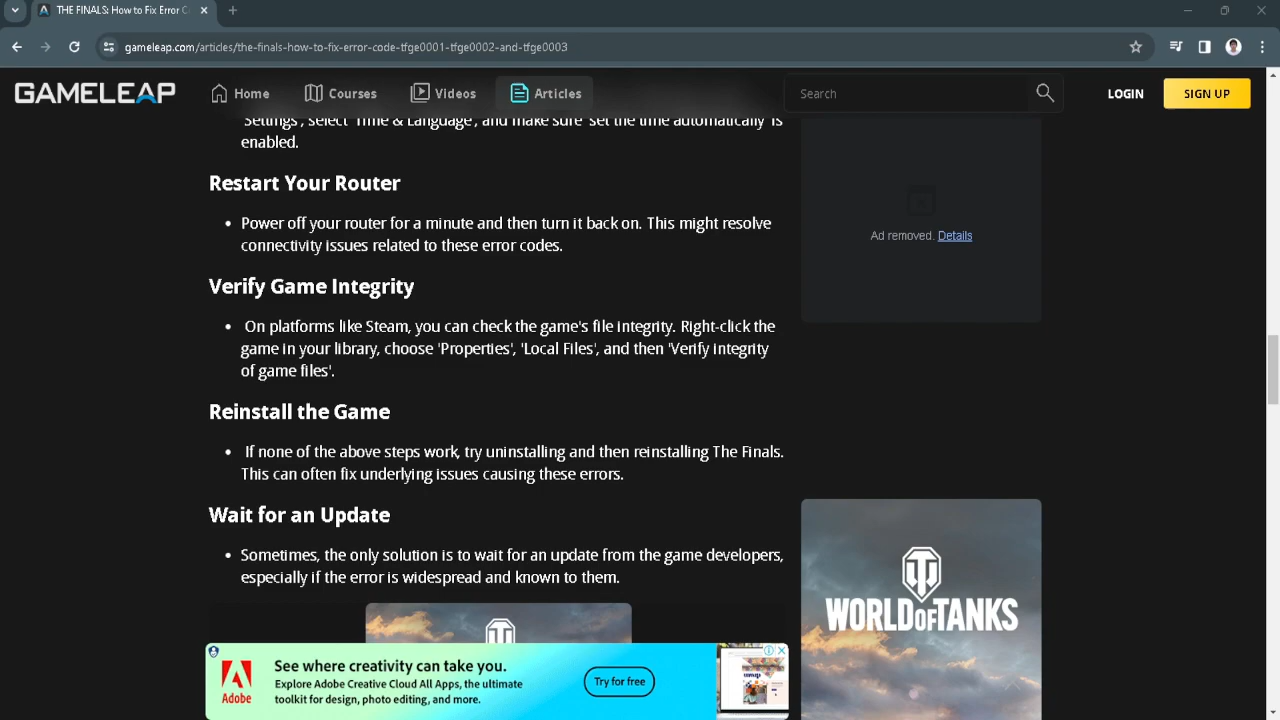 THE FINALS: How to Fix Error C
gameleap.com/articles/the-finals-how-to-fix-error-code-tfge0001-tfge0002-and-tfge0003
GAMELEAP
Home
Courses
Videos
Articles
Search
LOGIN
SIGN UP
'Settings', select 'Time & Language', and make sure 'set the time automatically' is
enabled.
Restart Your Router
• Power off your router for a minute and then turn it back on. This might resolve
connectivity issues related to these error codes.
Verify Game Integrity
• On platforms like Steam, you can check the game's file integrity. Right-click the
game in your library, choose 'Properties', 'Local Files', and then 'Verify integrity
of game files'.
Reinstall the Game
• If none of the above steps work, try uninstalling and then reinstalling The Finals.
This can often fix underlying issues causing these errors.
Wait for an Update
• Sometimes, the only solution is to wait for an update from the game developers,
especially if the error is widespread and known to them.
Ad removed. Details
WORLD OF TANKS
Adobe
See where creativity can take you.
Explore Adobe Creative Cloud All Apps, the ultimate
toolkit for design, photo editing, and more.
Try for free